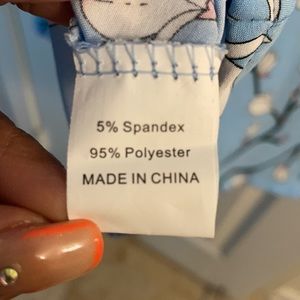 5% Spandex
95% Polyester
MADE IN CHINA